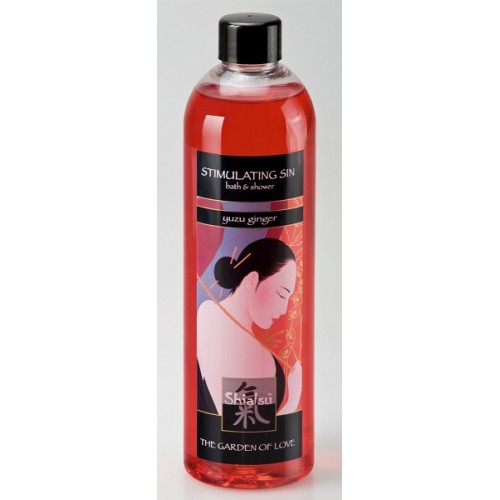 STIMULATING SIN
bath & shower
yuzu ginger
Shiatsu
氣
THE GARDEN OF LOVE